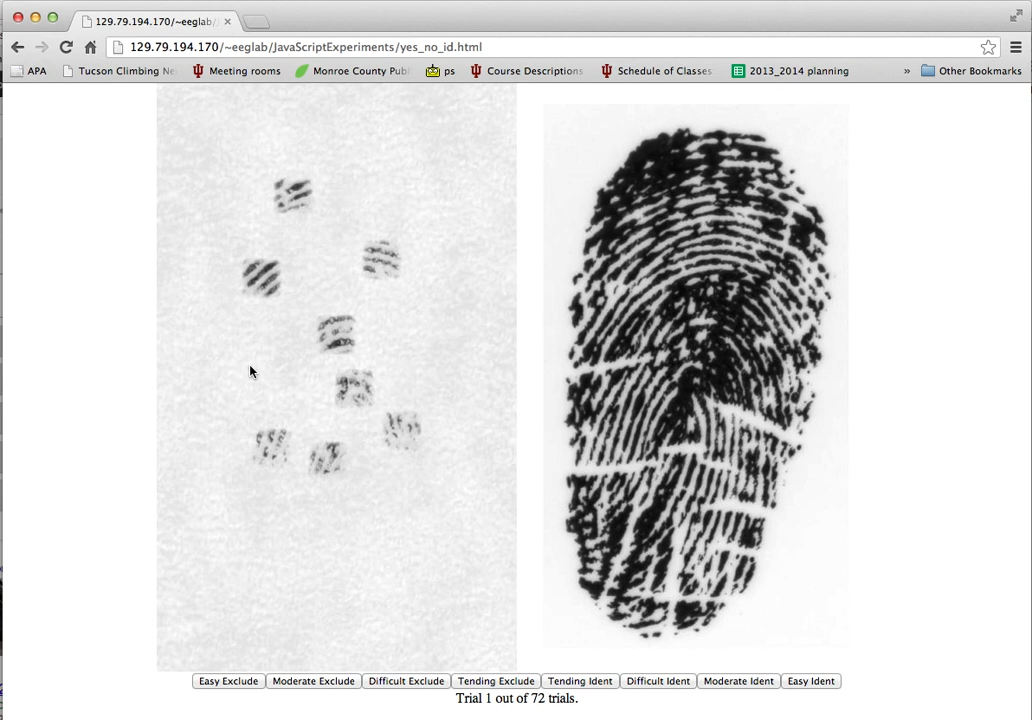 129.79.194.170/~eeglab/
129.79.194.170/~eeglab/JavaScriptExperiments/yes_no_id.html
APA Tucson Climbing Ne Meeting rooms Monroe County Publ ps Course Descriptions Schedule of Classes 2013_2014 planning » Other Bookmarks
Easy Exclude Moderate Exclude Difficult Exclude Tending Exclude Tending Ident Difficult Ident Moderate Ident Easy Ident
Trial 1 out of 72 trials.